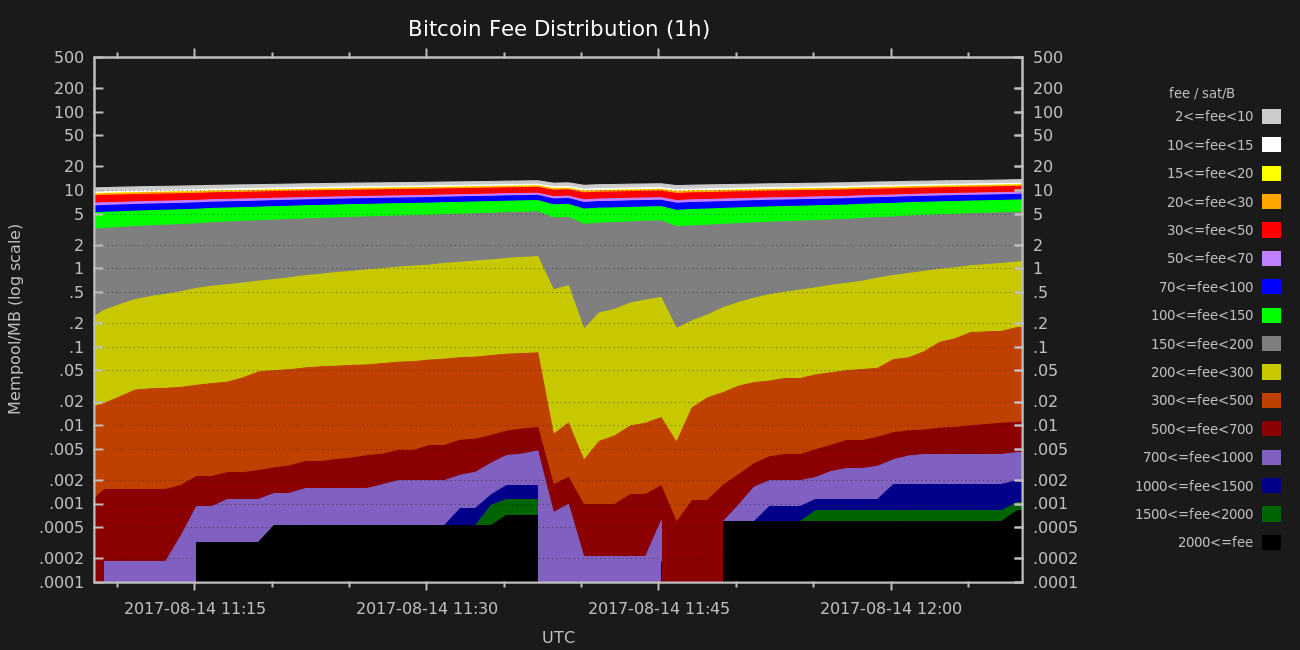 Bitcoin Fee Distribution (1h)
Mempool/MB (log scale)
500
200
100
50
20
10
5
2
1
.5
.2
.1
.05
.02
.01
.005
.002
.001
.0005
.0002
.0001
500
200
100
50
20
10
5
2
1
.5
.2
.1
.05
.02
.01
.005
.002
.001
.0005
.0002
.0001
2017-08-14 11:15 2017-08-14 11:30 2017-08-14 11:45 2017-08-14 12:00
UTC
fee / sat/B
2<=fee<10
10<=fee<15
15<=fee<20
20<=fee<30
30<=fee<50
50<=fee<70
70<=fee<100
100<=fee<150
150<=fee<200
200<=fee<300
300<=fee<500
500<=fee<700
700<=fee<1000
1000<=fee<1500
1500<=fee<2000
2000<=fee